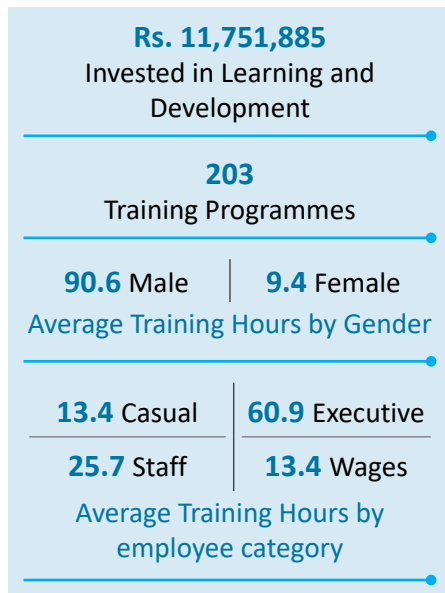 Rs. 11,751,885
Invested in Learning and
Development
203
Training Programmes
90.6 Male
9.4 Female
Average Training Hours by Gender
13.4 Casual
60.9 Executive
25.7 Staff
13.4 Wages
Average Training Hours by
employee category